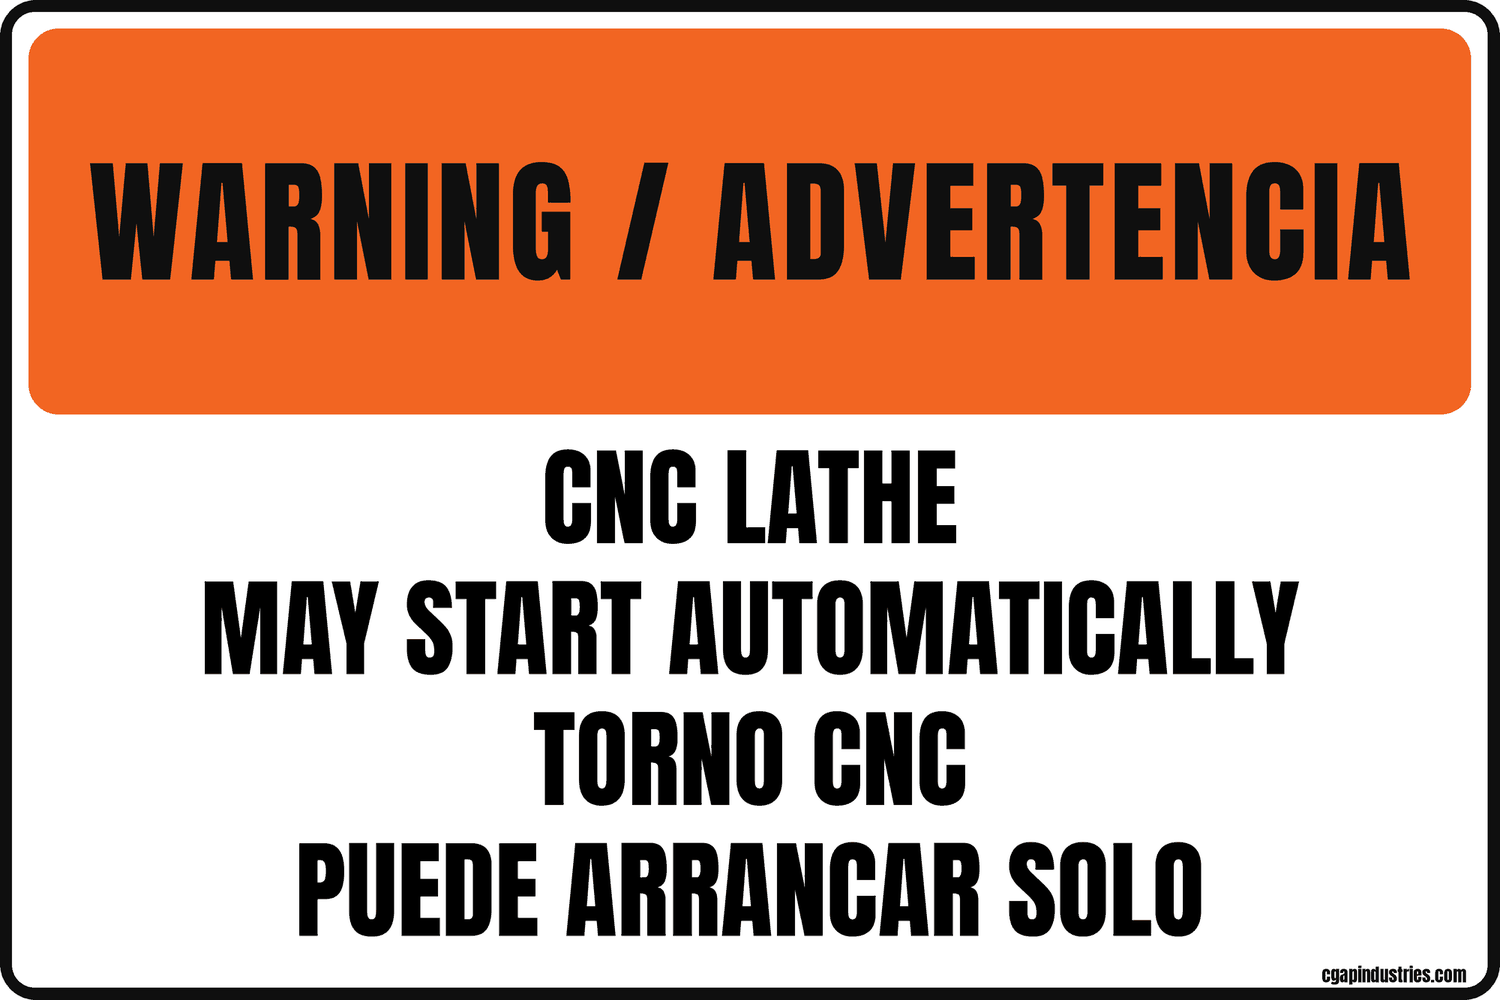 WARNING / ADVERTENCIA
CNC LATHE
MAY START AUTOMATICALLY
TORNO CNC
PUEDE ARRANCAR SOLO
cgapindustries.com